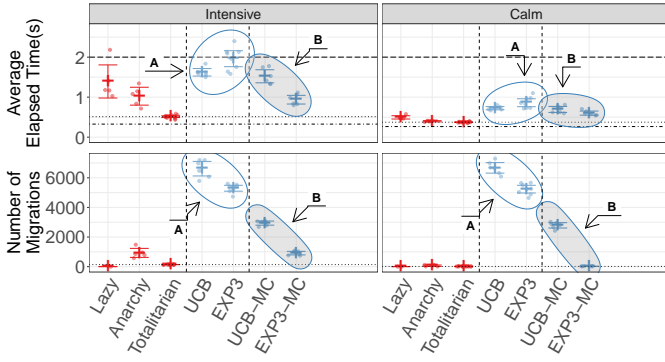 Intensive
Calm
Average
Elapsed Time(s)
2
1
0
A
B
A
B
Number of
Migrations
6000
4000
2000
0
A
B
A
B
Lazy
Anarchy
Totalitarian
UCB
EXP3
UCB−MC
EXP3−MC
Lazy
Anarchy
Totalitarian
UCB
EXP3
UCB−MC
EXP3−MC